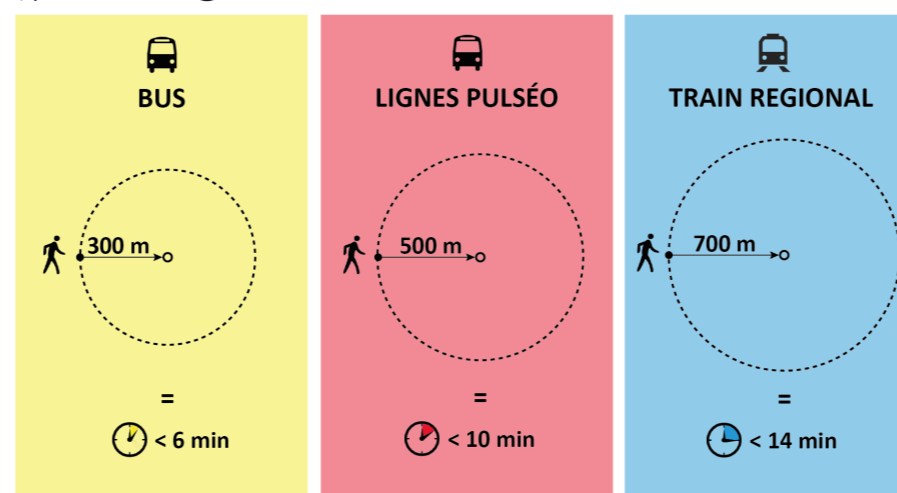 BUS
300 m
=
< 6 min
LIGNES PULSÉO
500 m
=
< 10 min
TRAIN REGIONAL
700 m
=
< 14 min